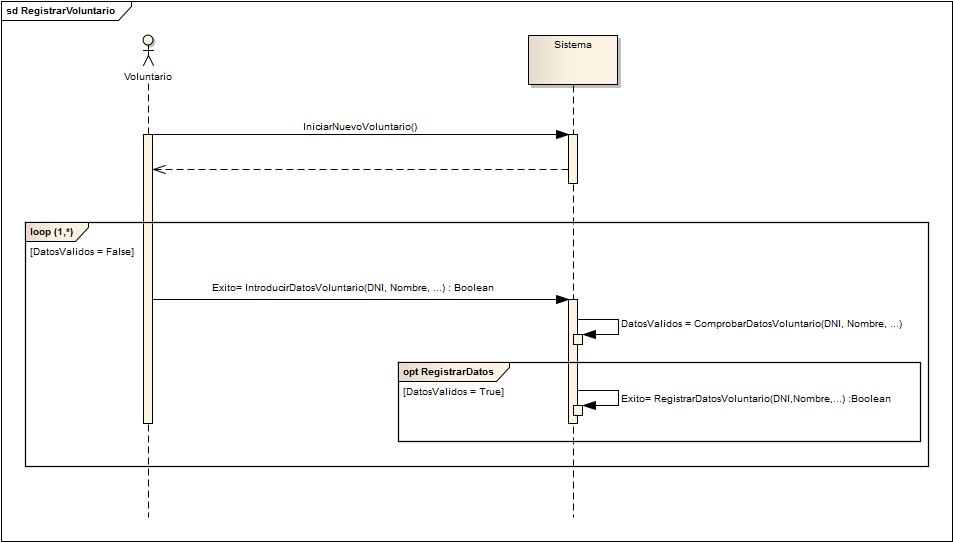 sd RegistrarVoluntario
Sistema
Voluntario
IniciarNuevoVoluntario()
loop (1,*)
[DatosValidos = False]
Exito= IntroducirDatosVoluntario(DNI, Nombre, ...) : Boolean
DatosValidos = ComprobarDatosVoluntario(DNI, Nombre, ...)
opt RegistrarDatos
[DatosValidos = True]
Exito= RegistrarDatosVoluntario(DNI,Nombre,...) :Boolean